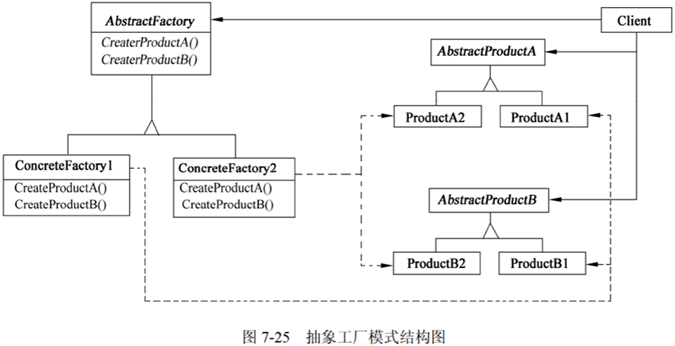 AbstractFactory
CreaterProductA()
CreaterProductB()
Client
AbstractProductA
ProductA2
ProductA1
ConcreteFactory1
CreateProductA()
CreateProductB()
ConcreteFactory2
CreateProductA()
CreateProductB()
AbstractProductB
ProductB2
ProductB1
图 7-25 抽象工厂模式结构图